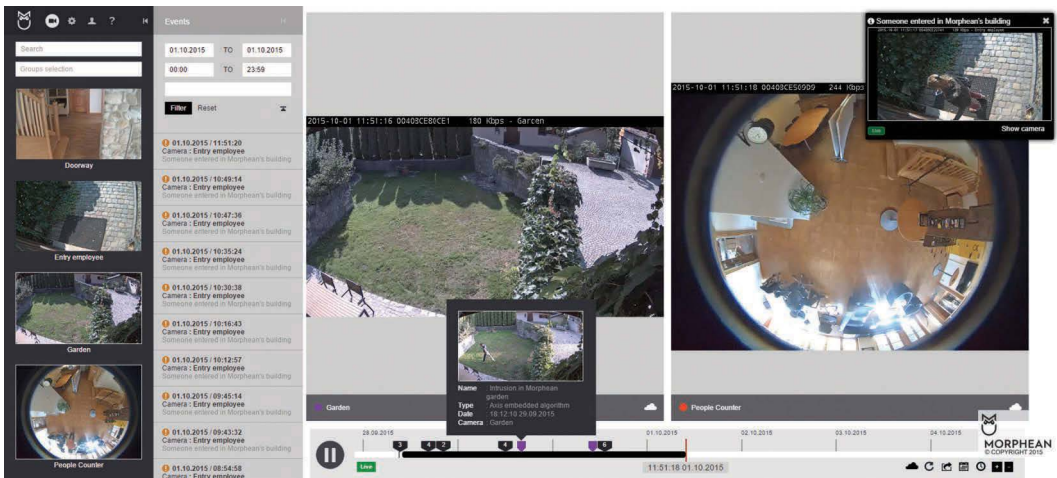 ?
Search
Groups selection
Doorway
Entry employee
Garden
People Counter
Events
01.10.2015 TO 01.10.2015
00:00 TO 23:59
Filter Reset
01.10.2015 / 11:51:20
Camera : Entry employee
Someone entered in Morphean's building
01.10.2015 / 10:49:14
Camera : Entry employee
Someone entered in Morphean's building
01.10.2015 / 10:47:36
Camera : Entry employee
Someone entered in Morphean's building
01.10.2015 / 10:35:24
Camera : Entry employee
Someone entered in Morphean's building
01.10.2015 / 10:30:38
Camera : Entry employee
Someone entered in Morphean's building
01.10.2015 / 10:16:43
Camera : Entry employee
Someone entered in Morphean's building
01.10.2015 / 10:12:57
Camera : Entry employee
Someone entered in Morphean's building
01.10.2015 / 09:45:14
Camera : Entry employee
Someone entered in Morphean's building
01.10.2015 / 09:43:32
Camera : Entry employee
Someone entered in Morphean's building
01.10.2015 / 08:54:58
Camera : Entry employee
2015-10-01 11:51:16 00408CE80CE1 180 Kbps - Garcen
Name : Intrusion in Morphean
garden
Type : Axis embedded algorithm
Date : 18:12:10 29.09.2015
Camera : Garden
Garden
2015-10-01 11:51:18 00408CE509D9 244 Kbps
Someone entered in Morphean's building
Live
Show camera
People Counter
29.09.2015 01.10.2015 02.10.2015 03.10.2015 04.10.2015
3 4 2 4 6
Live
11:51:16 01.10.2015
MORPHEAN
© COPYRIGHT 2015